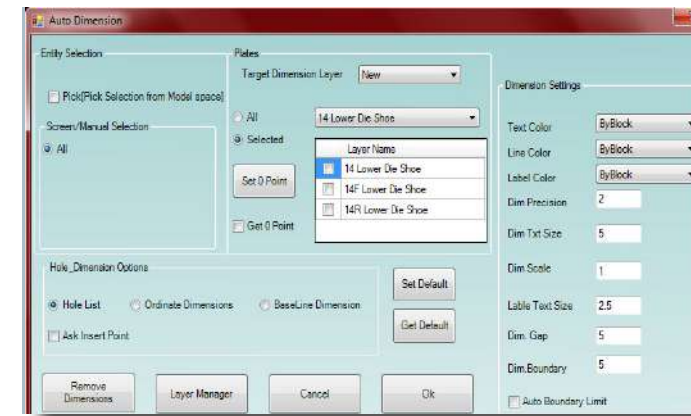 Auto Dimension
Entity Selection
Pick[Pick Selection from Model space]
Screen/Manual Selection
All
Plates
Target Dimension Layer New
All 14 Lower Die Shoe
Selected
Layer Name
14 Lower Die Shoe
14F Lower Die Shoe
14R Lower Die Shoe
Set 0 Point
Get 0 Point
Hole_Dimension Options
Hole List Ordinate Dimensions BaseLine Dimension
Ask Insert Point
Set Default
Get Default
Remove
Dimensions
Layer Manager
Cancel
Ok
Dimension Settings
Text Color ByBlock
Line Color ByBlock
Label Color ByBlock
Dim Precision 2
Dim Txt Size 5
Dim Scale 1
Lable Text Size 2.5
Dim. Gap 5
Dim.Boundary 5
Auto Boundary Limit